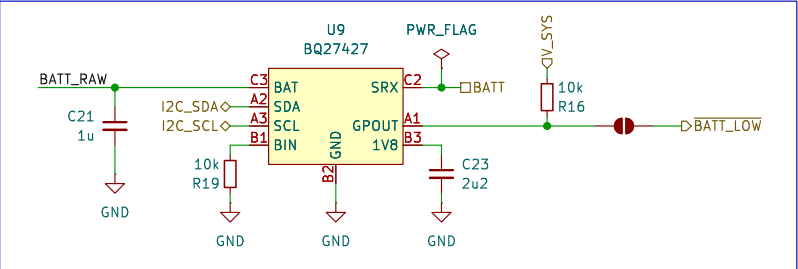 U9
BQ27427
PWR_FLAG
V_SYS
BATT_RAW
C3
BAT
SRX
C2
BATT
10k
R16
I2C_SDA
A2
SDA
C21
1u
I2C_SCL
A3
SCL
GPOUT
A1
BATT_LOW
B1
BIN
GND
1V8
B3
10k
R19
B2
C23
2u2
GND
GND
GND
GND